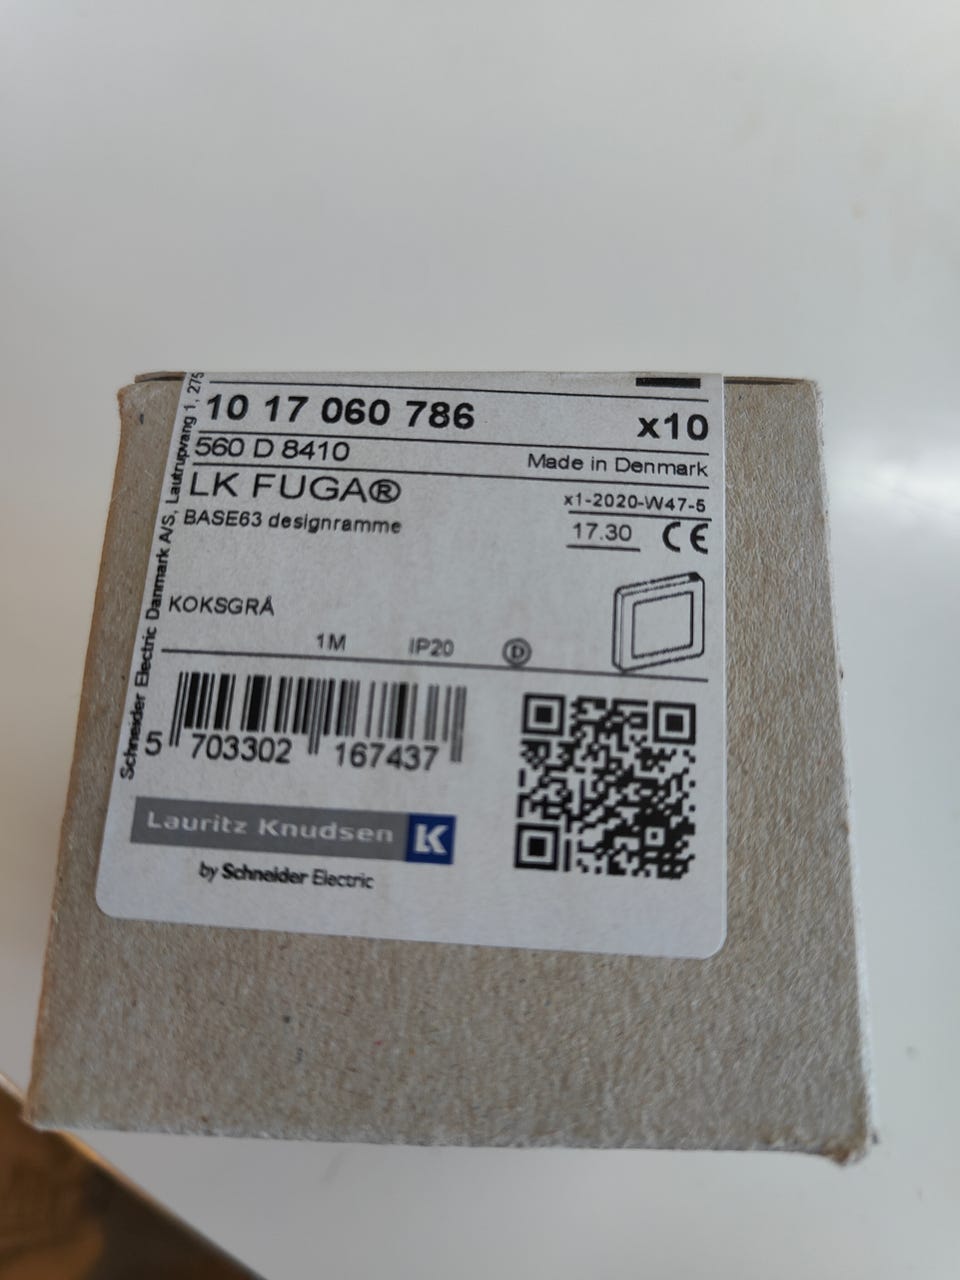 10 17 060 786
x10
560 D 8410
Made in Denmark
LK FUGA®
x1-2020-W47-5
BASE63 designramme
17.30
CE
KOKSGRÅ
1M IP20 D
5 703302 167437
Lauritz Knudsen LK
by Schneider Electric
Schneider Electric Danmark A/S, Lautrupvang 1, 275